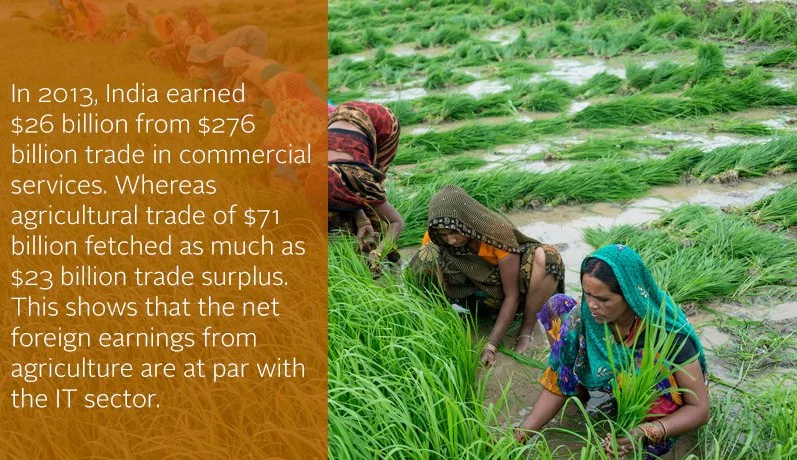 In 2013, India earned
$26 billion from $276
billion trade in commercial
services. Whereas
agricultural trade of $71
billion fetched as much as
$23 billion trade surplus.
This shows that the net
foreign earnings from
agriculture are at par with
the IT sector.